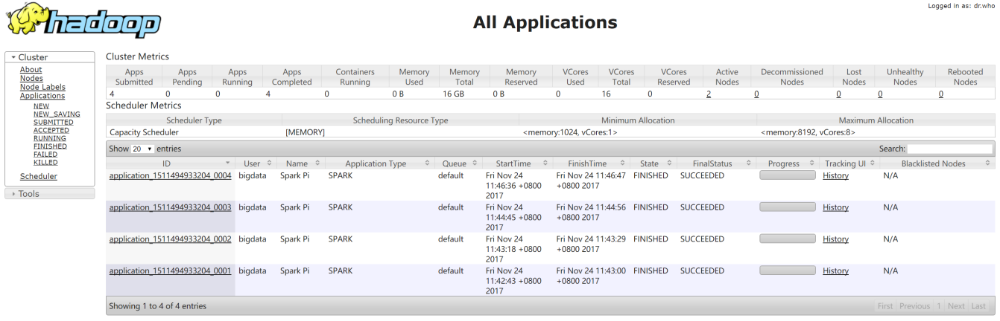 Logged in as: dr.who
hadoop
All Applications
Cluster
About
Nodes
Node Labels
Applications
NEW
NEW_SAVING
SUBMITTED
ACCEPTED
RUNNING
FINISHED
FAILED
KILLED
Scheduler
Tools
Cluster Metrics
Apps Submitted Apps Pending Apps Running Apps Completed Containers Running Memory Used Memory Total Memory Reserved VCores Used VCores Total VCores Reserved Active Nodes Decommissioned Nodes Lost Nodes Unhealthy Nodes Rebooted Nodes
4 0 0 4 0 0 B 16 GB 0 B 0 16 0 2 0 0 0 0
Scheduler Metrics
Scheduler Type Scheduling Resource Type Minimum Allocation Maximum Allocation
Capacity Scheduler [MEMORY] <memory:1024, vCores:1> <memory:8192, vCores:8>
Show 20 entries Search:
ID User Name Application Type Queue StartTime FinishTime State FinalStatus Progress Tracking UI Blacklisted Nodes
application_1511494933204_0004 bigdata Spark Pi SPARK default Fri Nov 24 11:46:36 +0800 2017 Fri Nov 24 11:46:47 +0800 2017 FINISHED SUCCEEDED History N/A
application_1511494933204_0003 bigdata Spark Pi SPARK default Fri Nov 24 11:44:45 +0800 2017 Fri Nov 24 11:44:56 +0800 2017 FINISHED SUCCEEDED History N/A
application_1511494933204_0002 bigdata Spark Pi SPARK default Fri Nov 24 11:43:18 +0800 2017 Fri Nov 24 11:43:29 +0800 2017 FINISHED SUCCEEDED History N/A
application_1511494933204_0001 bigdata Spark Pi SPARK default Fri Nov 24 11:42:43 +0800 2017 Fri Nov 24 11:43:00 +0800 2017 FINISHED SUCCEEDED History N/A
Showing 1 to 4 of 4 entries First Previous 1 Next Last